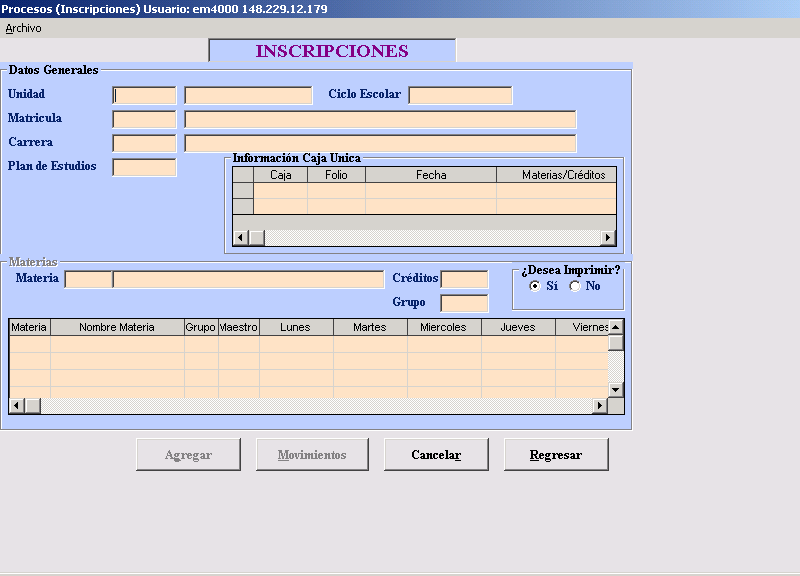 Procesos (Inscripciones) Usuario: em4000 148.229.12.179
Archivo
INSCRIPCIONES
Datos Generales
Unidad Ciclo Escolar
Matricula
Carrera
Plan de Estudios
Información Caja Unica
Caja Folio Fecha Materias/Créditos
Materias
Materia Créditos
Grupo
¿Desea Imprimir?
Sí No
Materia Nombre Materia Grupo Maestro Lunes Martes Miercoles Jueves Viernes
Agregar Movimientos Cancelar Regresar